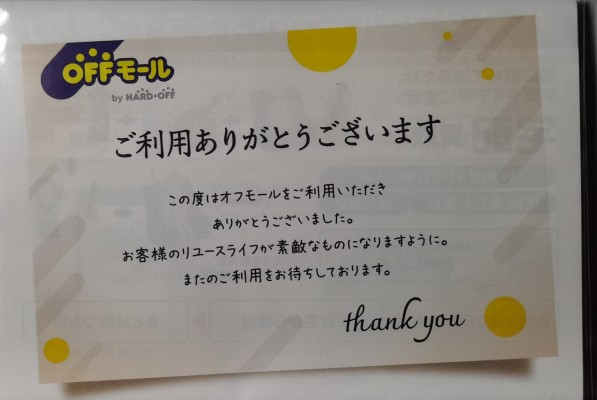 OFFモール
by HARD・OFF
ご利用ありがとうございます
この度はオフモールをご利用いただき
ありがとうございました。
お客様のリユースライフが素敵なものになりますように。
またのご利用をお待ちしております。
thank you